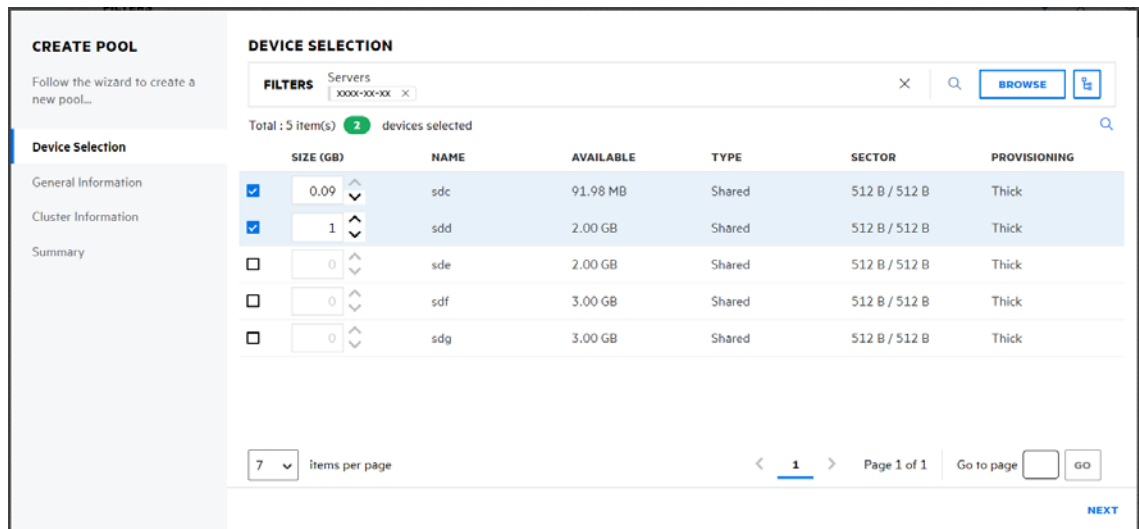 CREATE POOL
Follow the wizard to create a
new pool...
Device Selection
General Information
Cluster Information
Summary
DEVICE SELECTION
FILTERS Servers
xxxx-xx-xx ×
BROWSE
Total : 5 item(s) 2 devices selected
SIZE (GB) NAME AVAILABLE TYPE SECTOR PROVISIONING
0.09 sdc 91.98 MB Shared 512 B / 512 B Thick
1 sdd 2.00 GB Shared 512 B / 512 B Thick
0 sde 2.00 GB Shared 512 B / 512 B Thick
0 sdf 3.00 GB Shared 512 B / 512 B Thick
0 sdg 3.00 GB Shared 512 B / 512 B Thick
7 items per page
1 Page 1 of 1 Go to page GO
NEXT